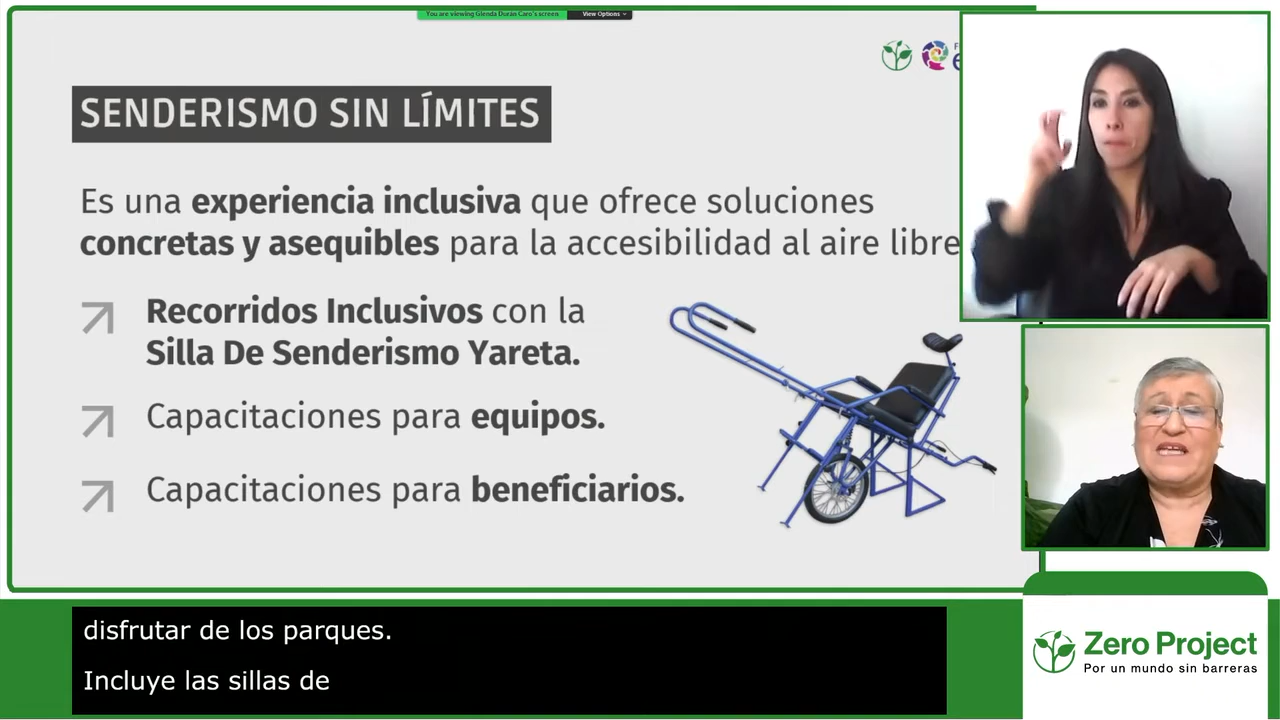 You are viewing Glenda Durán Caro's screen
View Options
SENDERISMO SIN LÍMITES
Es una experiencia inclusiva que ofrece soluciones
concretas y asequibles para la accesibilidad al aire libre
Recorridos Inclusivos con la
Silla De Senderismo Yareta.
Capacitaciones para equipos.
Capacitaciones para beneficiarios.
disfrutar de los parques.
Incluye las sillas de
Zero Project
Por un mundo sin barreras